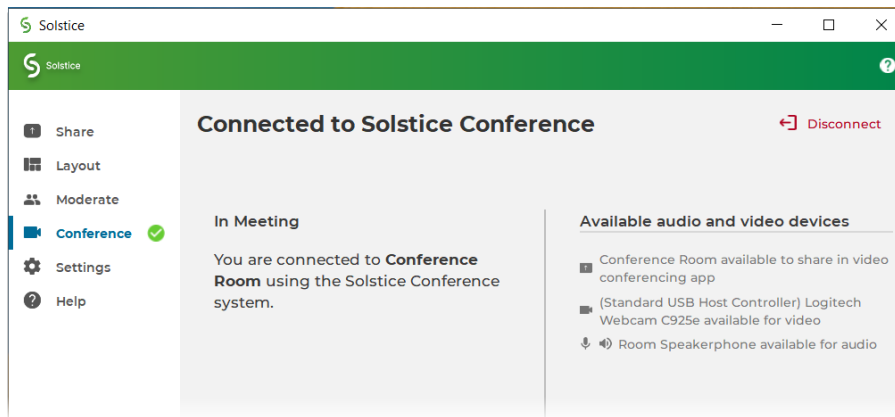 Solstice
Solstice
Share
Layout
Moderate
Conference
Settings
Help
Connected to Solstice Conference
Disconnect
In Meeting
You are connected to Conference
Room using the Solstice Conference
system.
Available audio and video devices
Conference Room available to share in video
conferencing app
(Standard USB Host Controller) Logitech
Webcam C925e available for video
Room Speakerphone available for audio